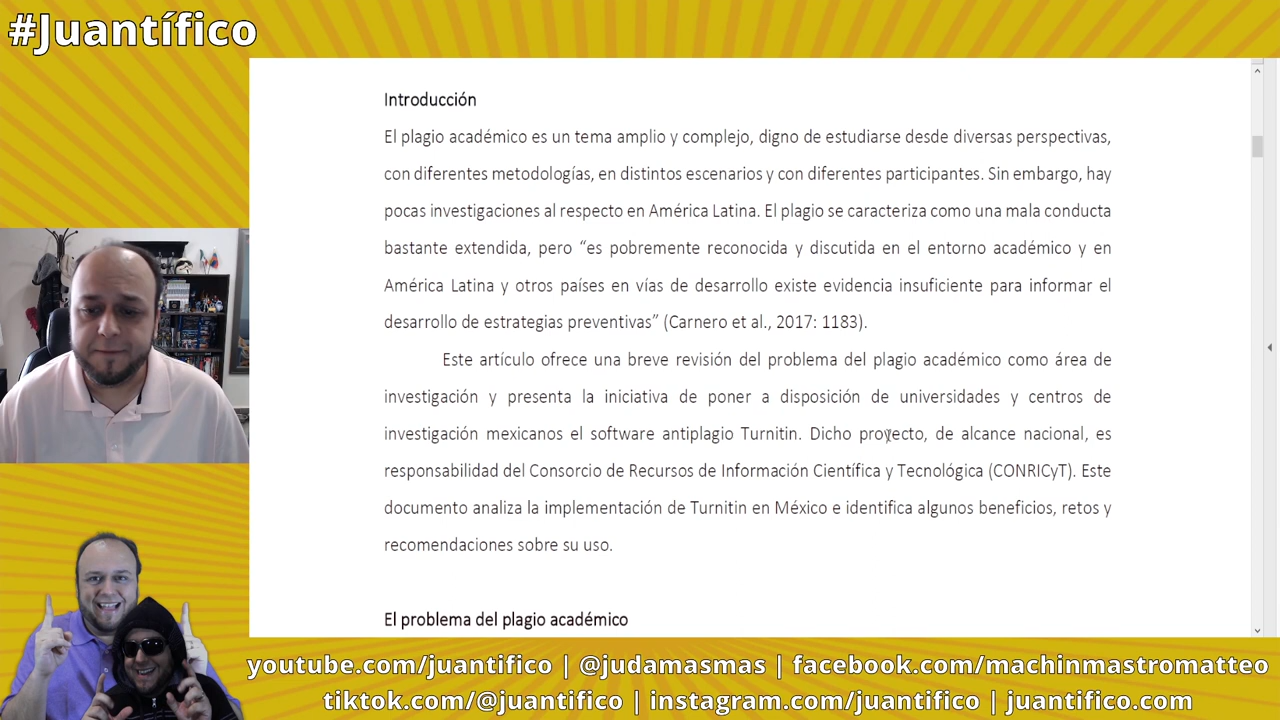 #Juantífico
Introducción
El plagio académico es un tema amplio y complejo, digno de estudiarse desde diversas perspectivas,
con diferentes metodologías, en distintos escenarios y con diferentes participantes. Sin embargo, hay
pocas investigaciones al respecto en América Latina. El plagio se caracteriza como una mala conducta
bastante extendida, pero “es pobremente reconocida y discutida en el entorno académico y en
América Latina y otros países en vías de desarrollo existe evidencia insuficiente para informar el
desarrollo de estrategias preventivas” (Carnero et al., 2017: 1183).
Este artículo ofrece una breve revisión del problema del plagio académico como área de
investigación y presenta la iniciativa de poner a disposición de universidades y centros de
investigación mexicanos el software antiplagio Turnitin. Dicho proyecto, de alcance nacional, es
responsabilidad del Consorcio de Recursos de Información Científica y Tecnológica (CONRICyT). Este
documento analiza la implementación de Turnitin en México e identifica algunos beneficios, retos y
recomendaciones sobre su uso.
El problema del plagio académico
youtube.com/juantifico | @judamasmas | facebook.com/machinmastromatteo
tiktok.com/@juantifico | instagram.com/juantifico | juantifico.com